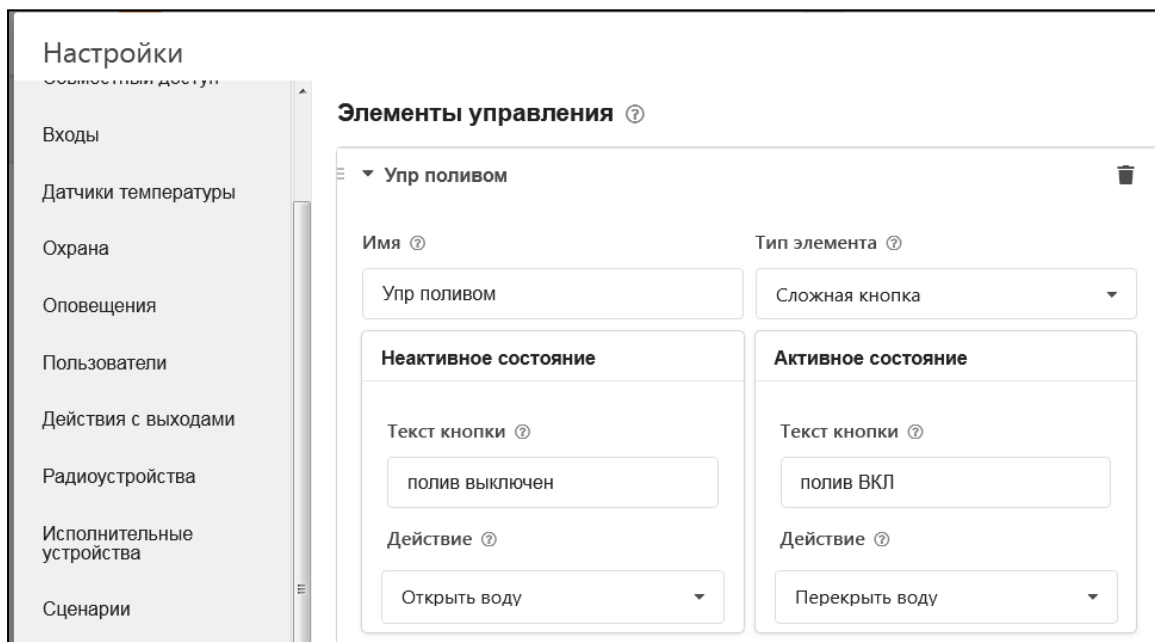 Настройки
Совместный доступ
Входы
Датчики температуры
Охрана
Оповещения
Пользователи
Действия с выходами
Радиоустройства
Исполнительные
устройства
Сценарии
Элементы управления
Упр поливом
Имя
Тип элемента
Упр поливом
Сложная кнопка
Неактивное состояние
Активное состояние
Текст кнопки
Текст кнопки
полив выключен
полив ВКЛ
Действие
Действие
Открыть воду
Перекрыть воду